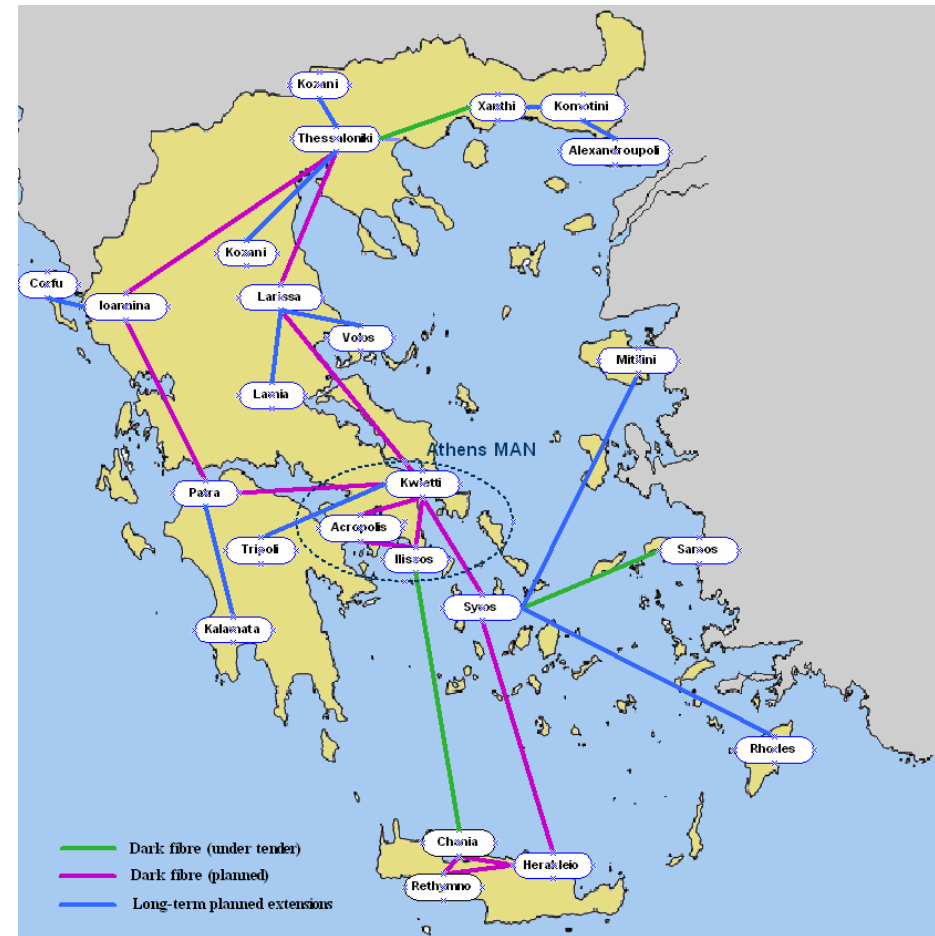 Kozani
Xanthi
Komotini
Thessaloniki
Alexandroupoli
Kozani
Corfu
Ioannina
Larissa
Volos
Mitilini
Lamia
Athens MAN
Kwletti
Patra
Acropolis
Tripoli
Ilissos
Samos
Syros
Kalamata
Rhodes
Chania
Herakleio
Rethymno
Dark fibre (under tender)
Dark fibre (planned)
Long-term planned extensions